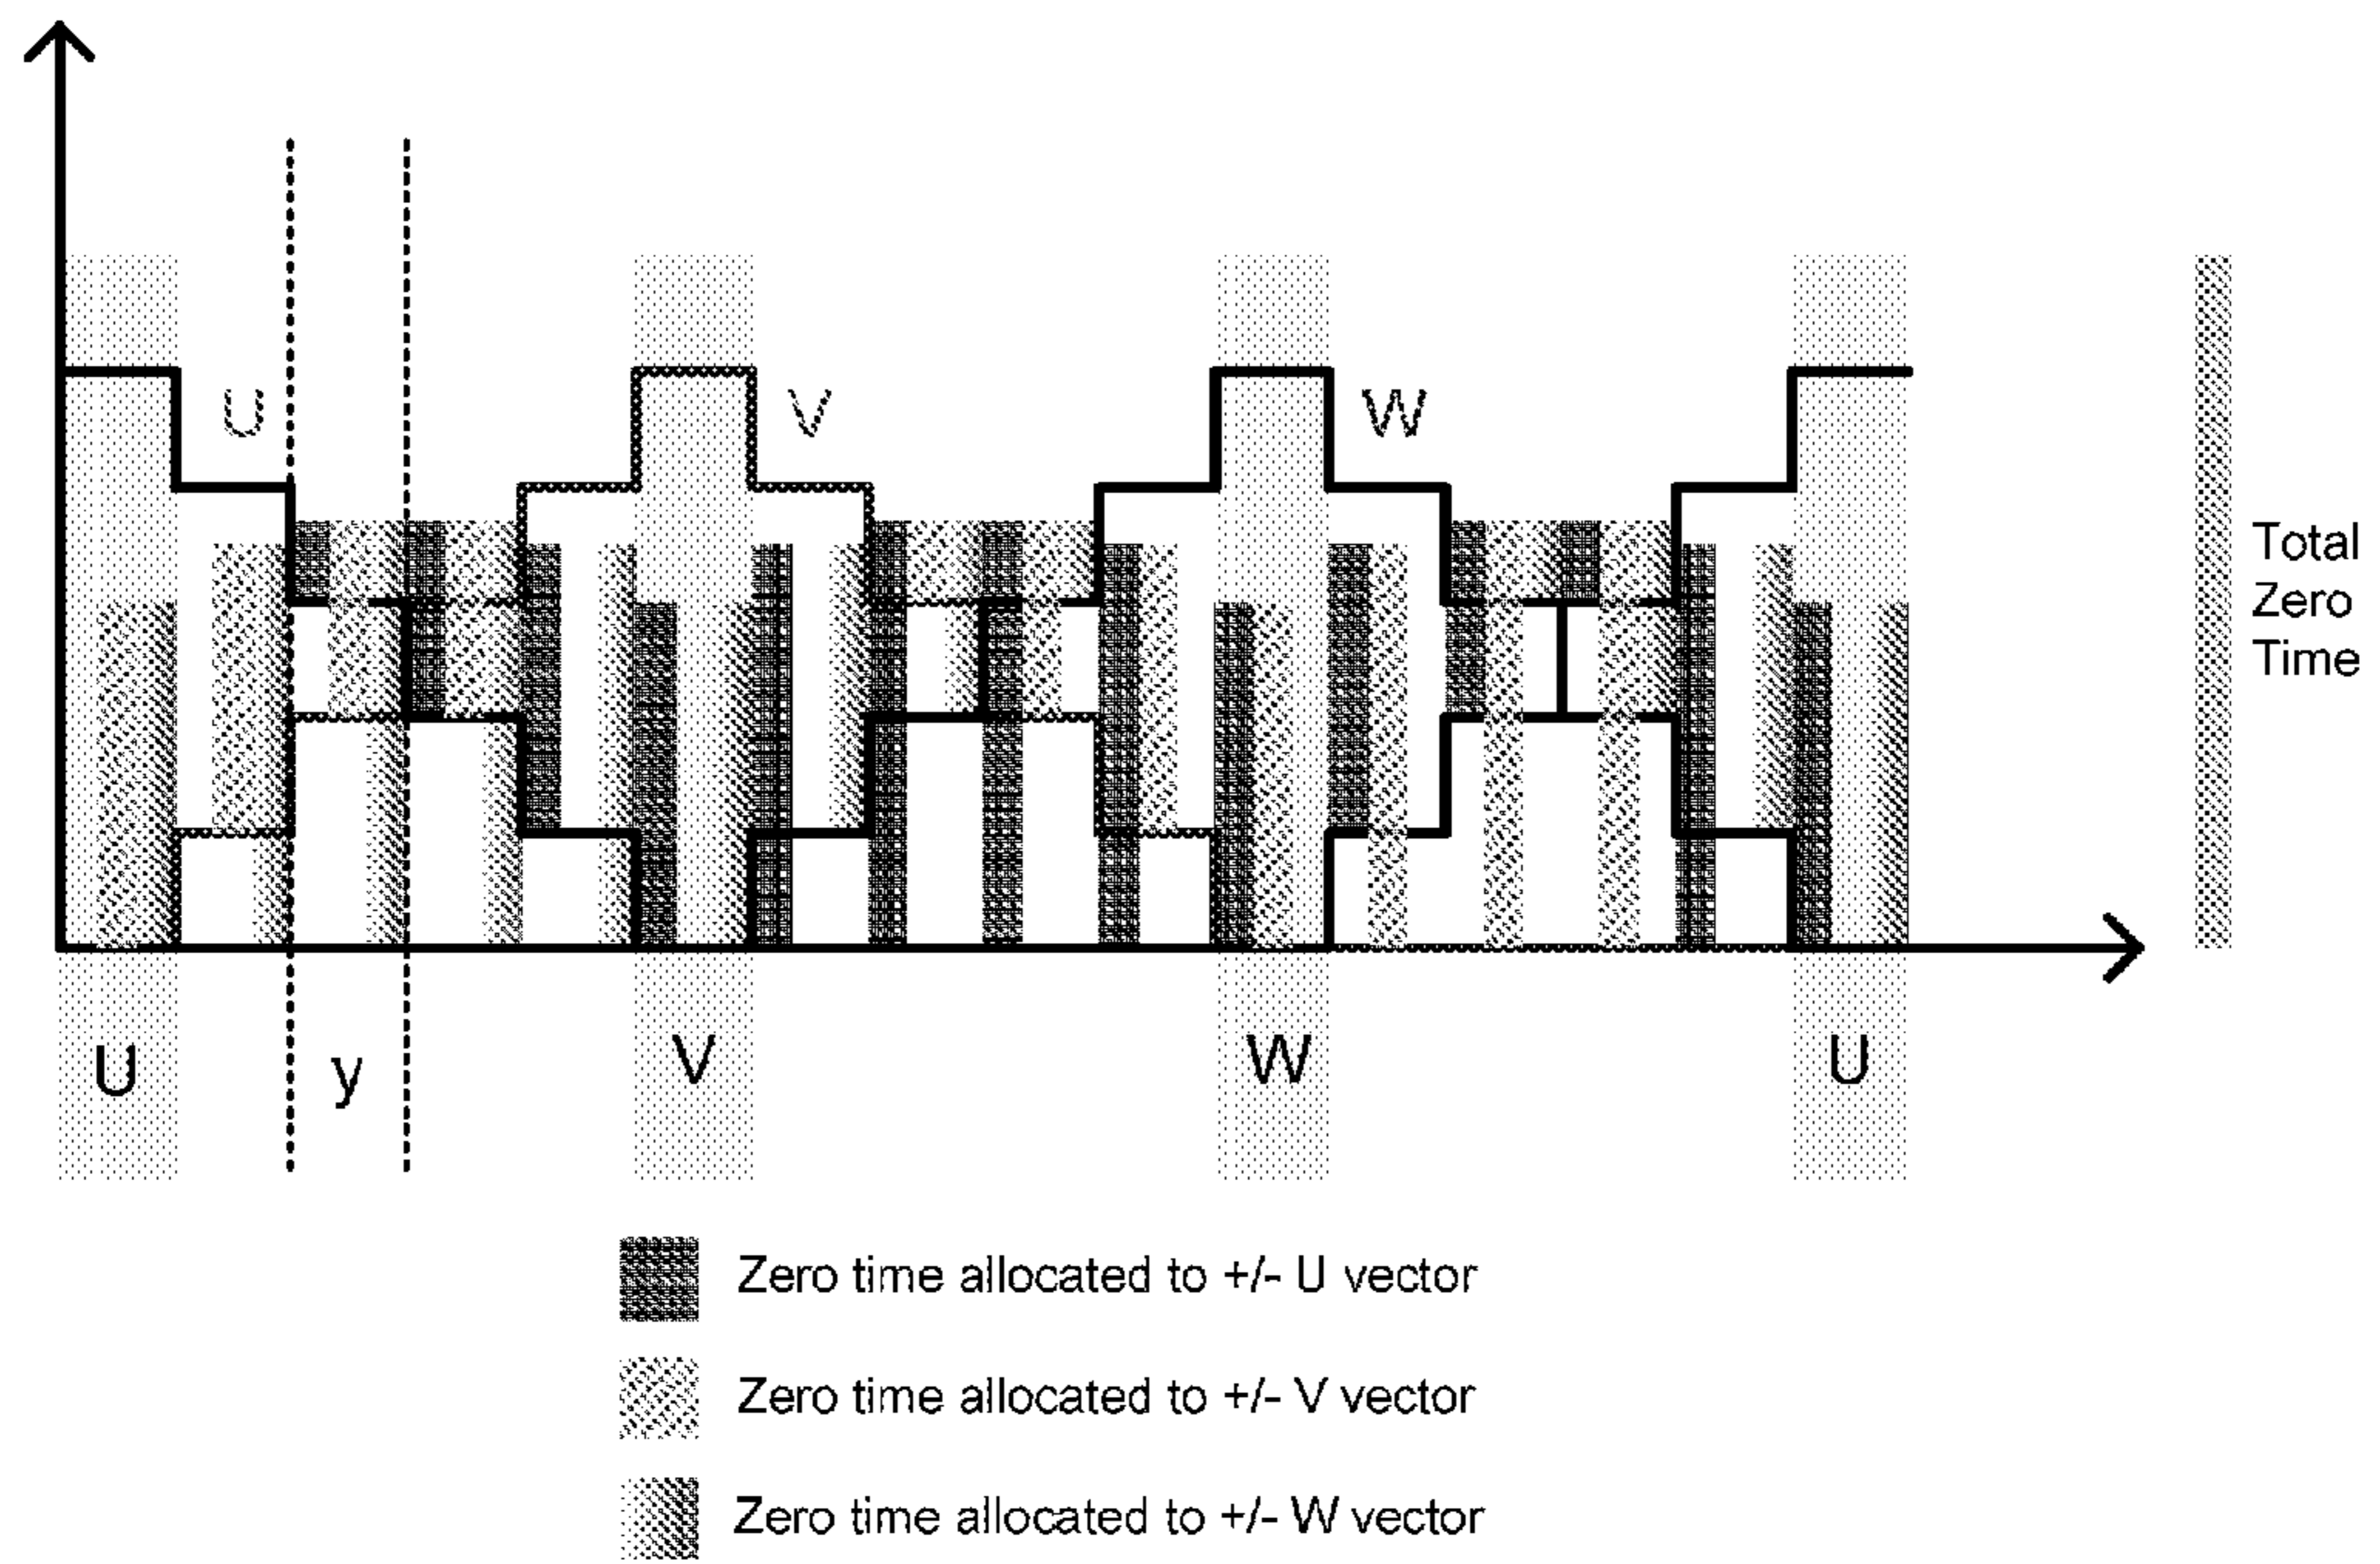 U
V
W
Total
Zero
Time
U
y
V
W
U
Zero time allocated to +/- U vector
Zero time allocated to +/- V vector
Zero time allocated to +/- W vector